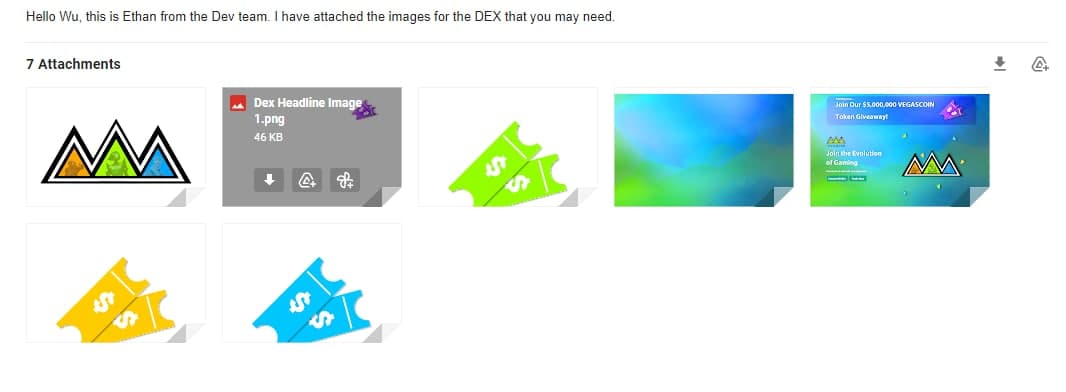 Hello Wu, this is Ethan from the Dev team. I have attached the images for the DEX that you may need.
7 Attachments
Dex Headline Image
1.png
46 KB
$
$
Join Our $5,000,000 VEGASCOIN
Token Giveaway!
Join the Evolution
of Gaming
$
$
$
$